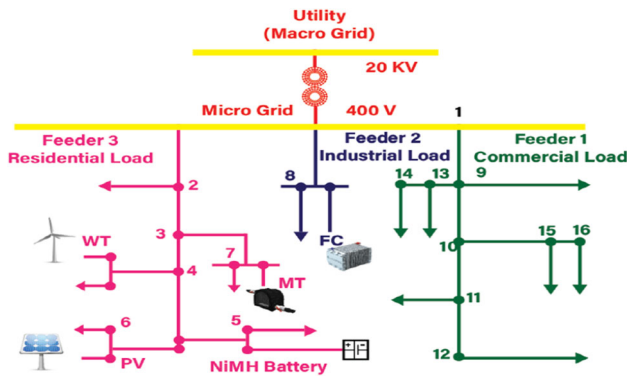 Utility
(Macro Grid)
20 KV
Micro Grid
400 V
1
Feeder 3
Residential Load
Feeder 2
Industrial Load
Feeder 1
Commercial Load
2
8
14
13
9
WT
3
7
FC
10
15
16
4
MT
11
6
5
PV
NiMH Battery
12